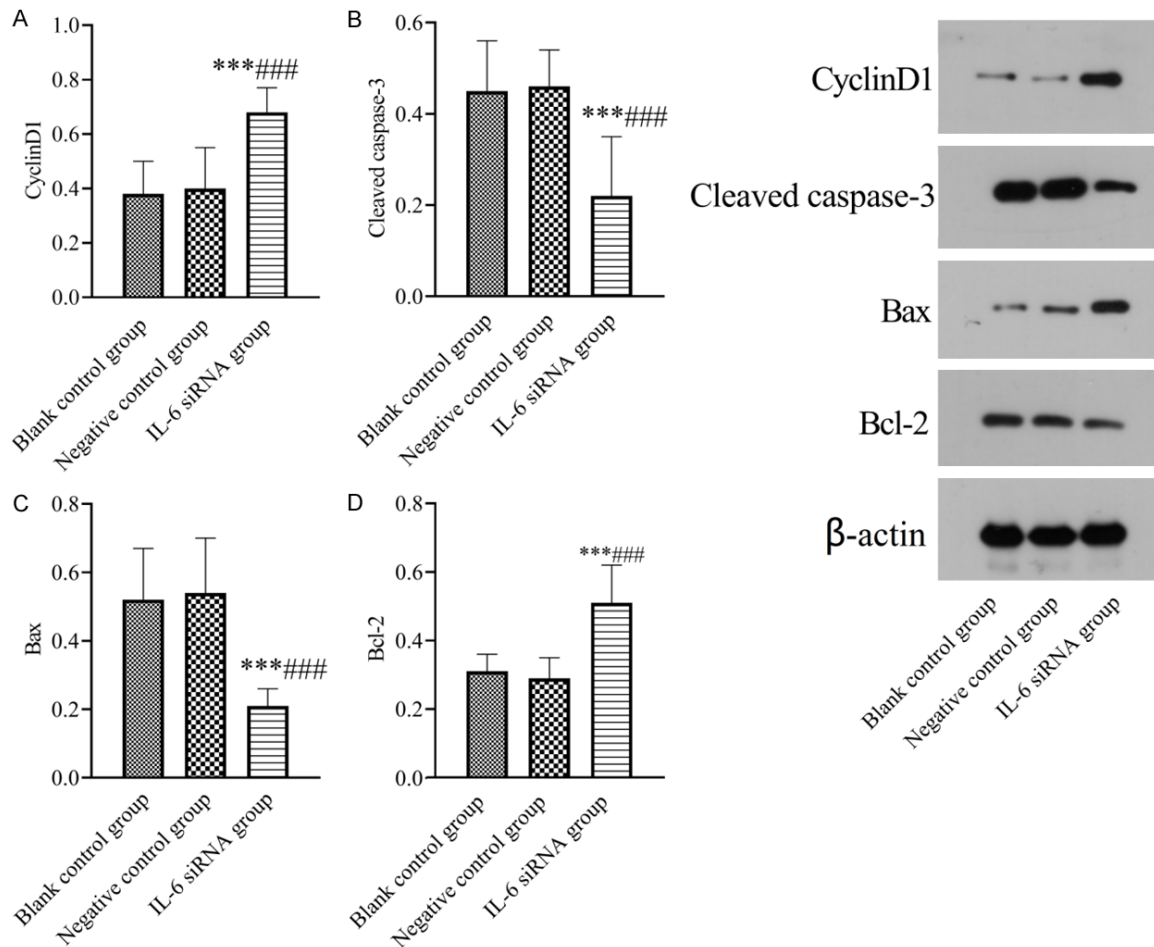 A
CyclinD1
1.0
0.8
0.6
0.4
0.2
0.0
***###
Blank control group
Negative control group
IL-6 siRNA group
B
Cleaved caspase-3
0.6
0.4
0.2
0.0
***###
Blank control group
Negative control group
IL-6 siRNA group
C
Bax
0.8
0.6
0.4
0.2
0.0
***###
Blank control group
Negative control group
IL-6 siRNA group
D
Bcl-2
0.8
0.6
0.4
0.2
0.0
***###
Blank control group
Negative control group
IL-6 siRNA group
CyclinD1
Cleaved caspase-3
Bax
Bcl-2
β-actin
Blank control group
Negative control group
IL-6 siRNA group